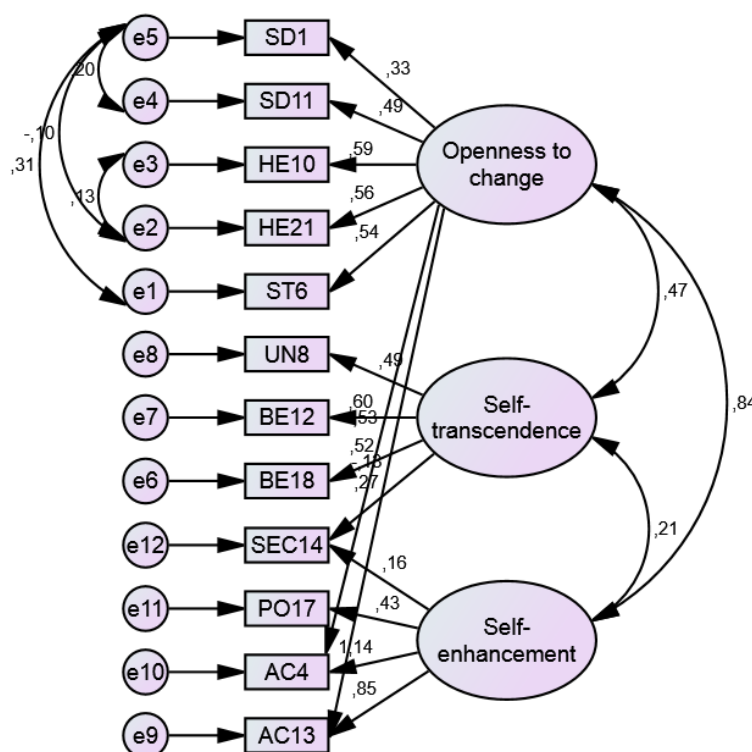 e5
SD1
,33
,20
e4
SD11
,49
Openness to
change
-,10
,31
e3
HE10
,59
,13
e2
HE21
,56
,54
e1
ST6
,47
e8
UN8
,49
,84
e7
BE12
,60
,53
Self-
transcendence
e6
BE18
,52
-,18
,27
e12
SEC14
,16
,21
e11
PO17
,43
Self-
enhancement
e10
AC4
1,14
,85
e9
AC13